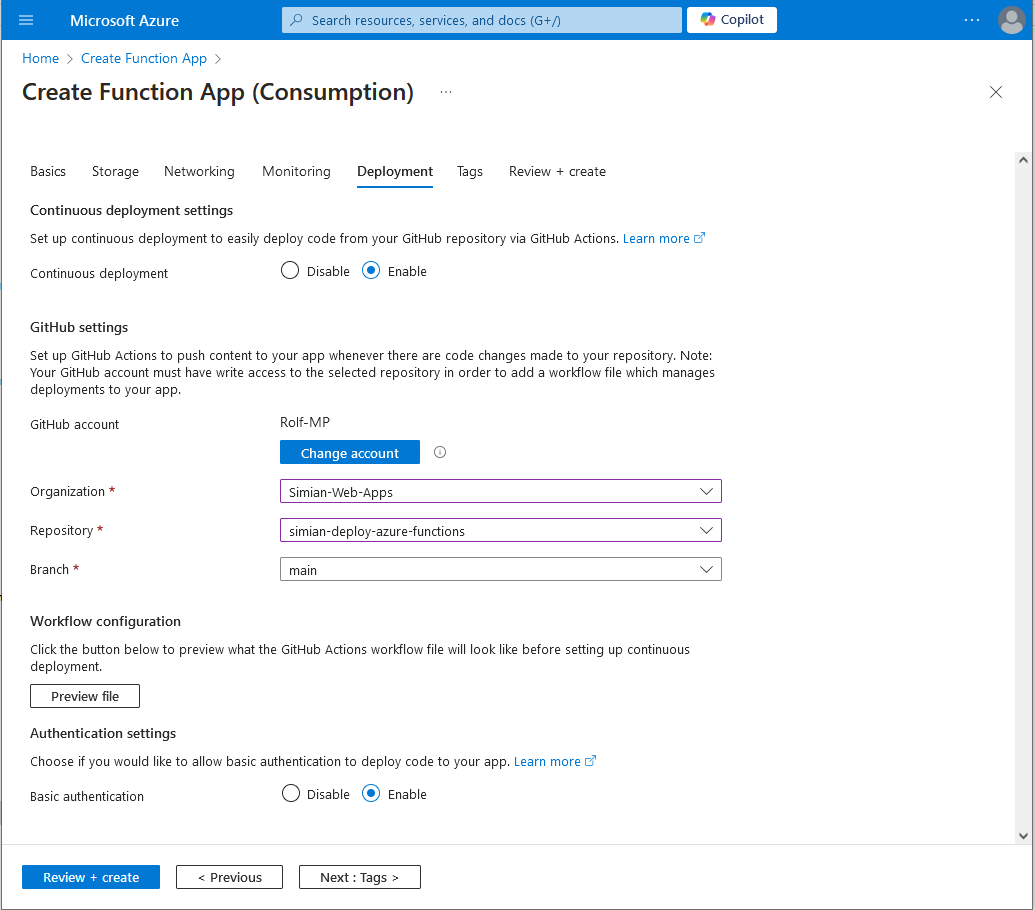 Microsoft Azure
Search resources, services, and docs (G+/)
Copilot
...
Home > Create Function App >
Create Function App (Consumption) ...
Basics Storage Networking Monitoring Deployment Tags Review + create
Continuous deployment settings
Set up continuous deployment to easily deploy code from your GitHub repository via GitHub Actions. Learn more
Continuous deployment Disable Enable
GitHub settings
Set up GitHub Actions to push content to your app whenever there are code changes made to your repository. Note:
Your GitHub account must have write access to the selected repository in order to add a workflow file which manages
deployments to your app.
GitHub account Rolf-MP
Change account
Organization * Simian-Web-Apps
Repository * simian-deploy-azure-functions
Branch * main
Workflow configuration
Click the button below to preview what the GitHub Actions workflow file will look like before setting up continuous
deployment.
Preview file
Authentication settings
Choose if you would like to allow basic authentication to deploy code to your app. Learn more
Basic authentication Disable Enable
Review + create < Previous Next : Tags >